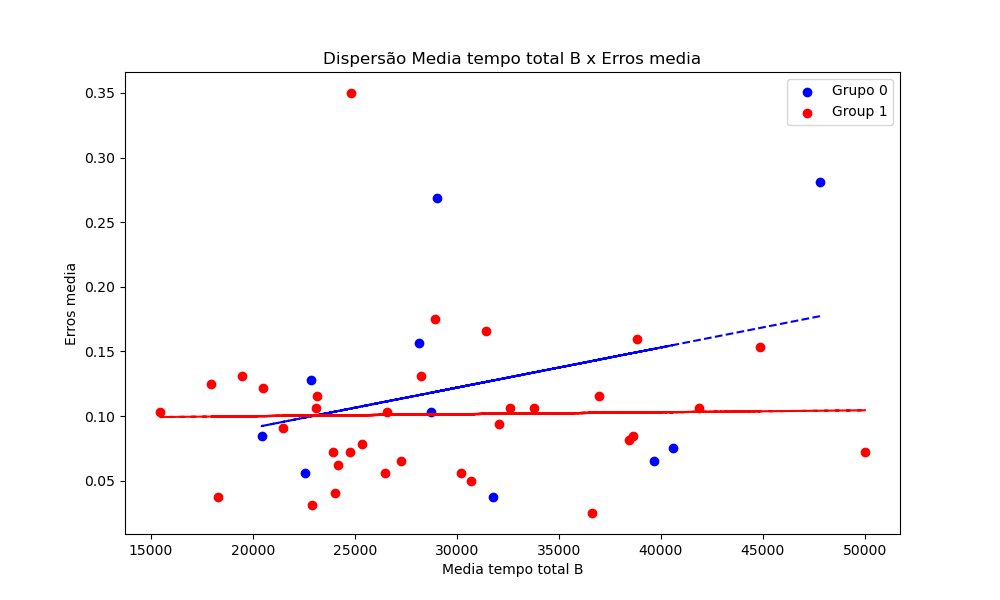 Dispersão Media tempo total B x Erros media
Grupo 0
Group 1
0.35
0.30
0.25
0.20
0.15
0.10
0.05
Erros media
15000 20000 25000 30000 35000 40000 45000 50000
Media tempo total B